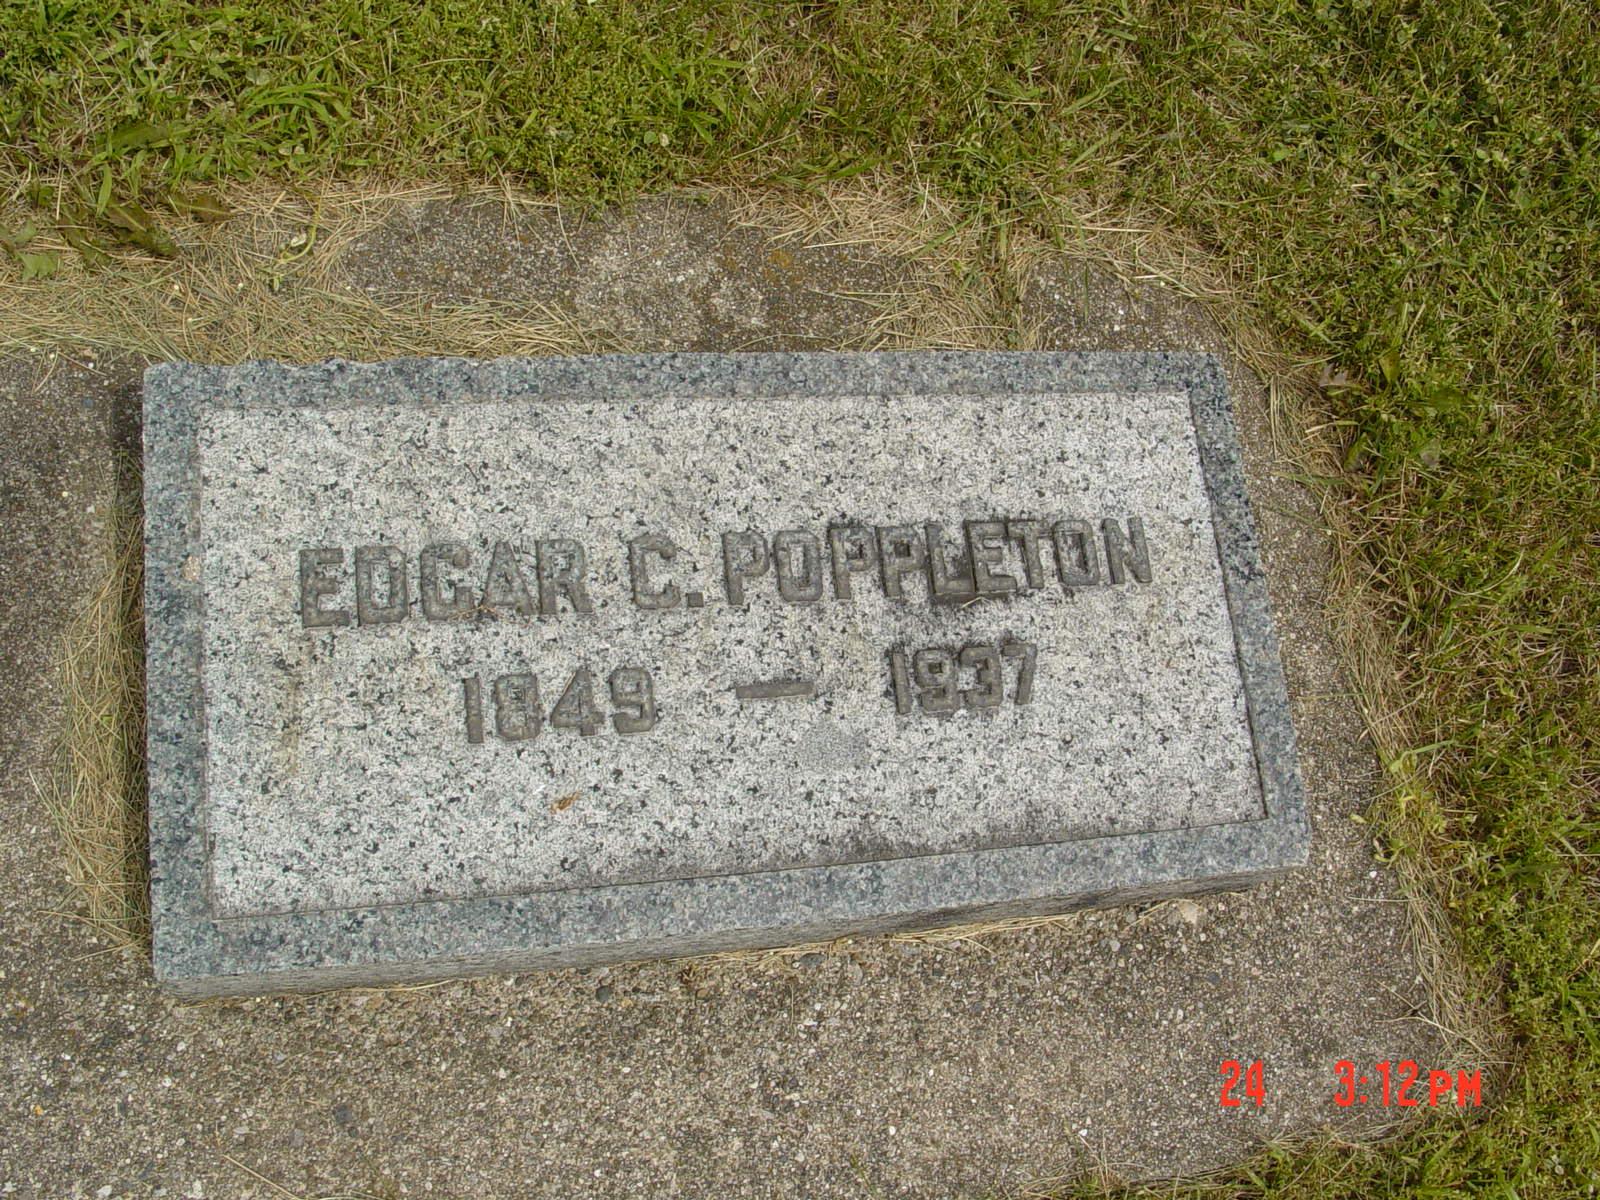 EDGAR C. POPPLETON
1849 — 1937
24 3:12 PM